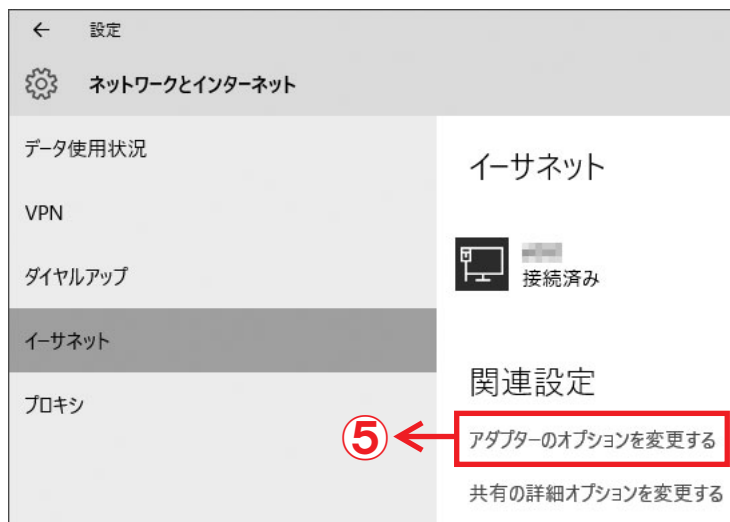 ← 設定
ネットワークとインターネット
データ使用状況
VPN
ダイヤルアップ
イーサネット
プロキシ
イーサネット
接続済み
関連設定
⑤
アダプターのオプションを変更する
共有の詳細オプションを変更する